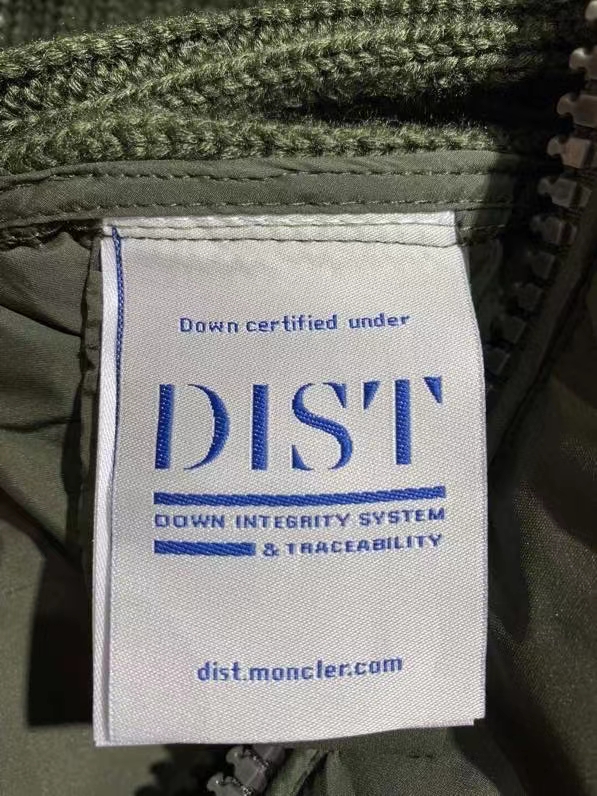 Down certified under
DIST
DOWN INTEGRITY SYSTEM
& TRACEABILITY
dist.moncler.com